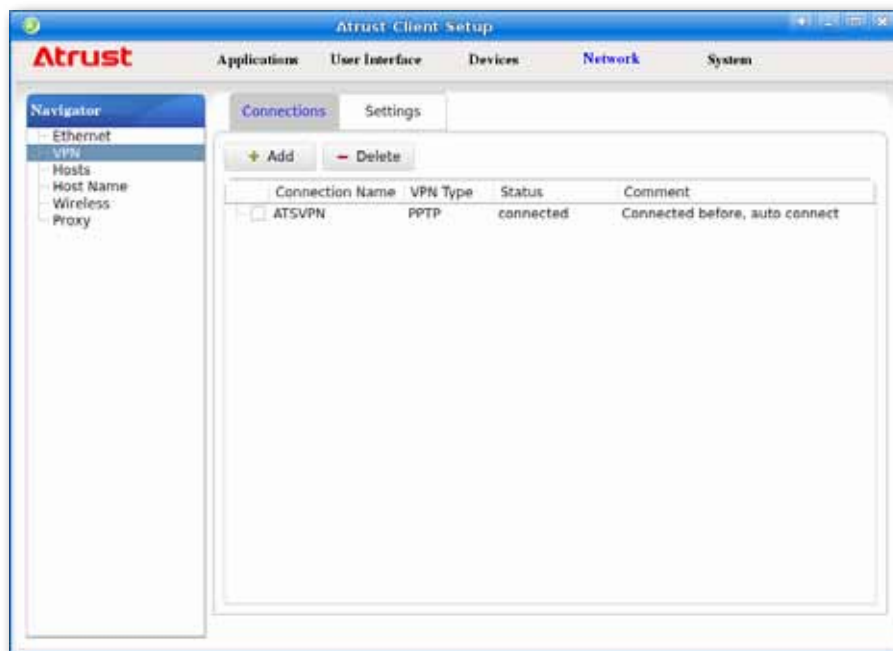 Atrust Client Setup
Atrust Applications User Interface Devices Network System
Navigator
Ethernet
VPN
Hosts
Host Name
Wireless
Proxy
Connections Settings
+ Add - Delete
Connection Name VPN Type Status Comment
ATSVPN PPTP connected Connected before, auto connect